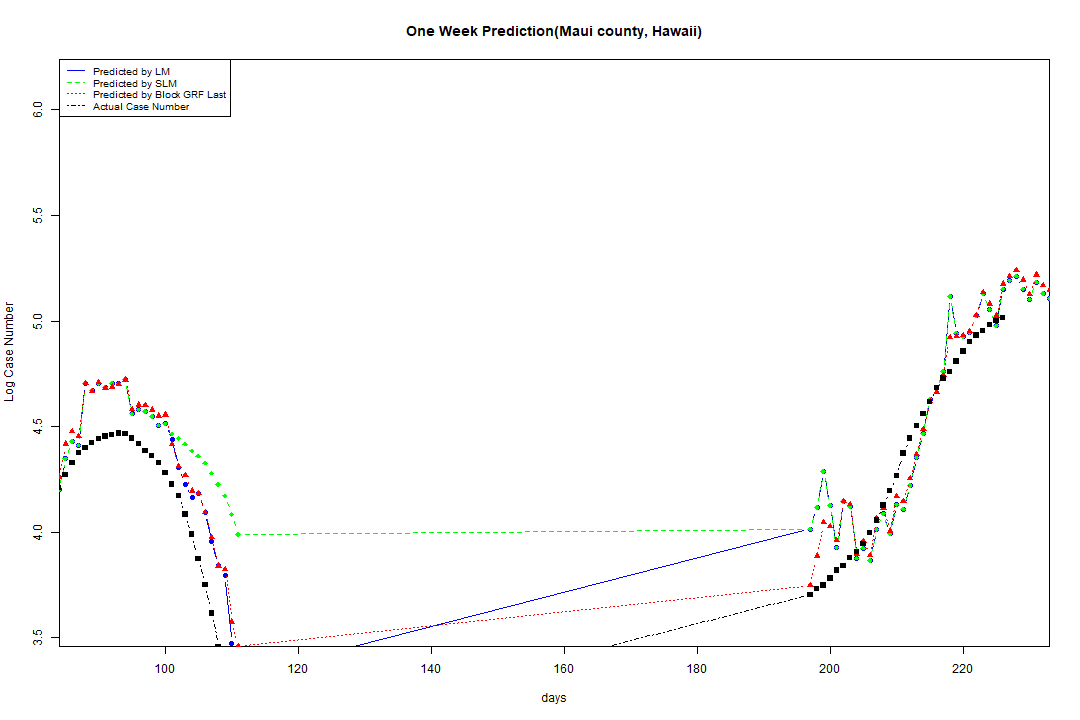 One Week Prediction(Maui county, Hawaii)
Predicted by LM
Predicted by SLM
Predicted by Block GRF Last
Actual Case Number
Log Case Number
6.0
5.5
5.0
4.5
4.0
3.5
100 120 140 160 180 200 220
days